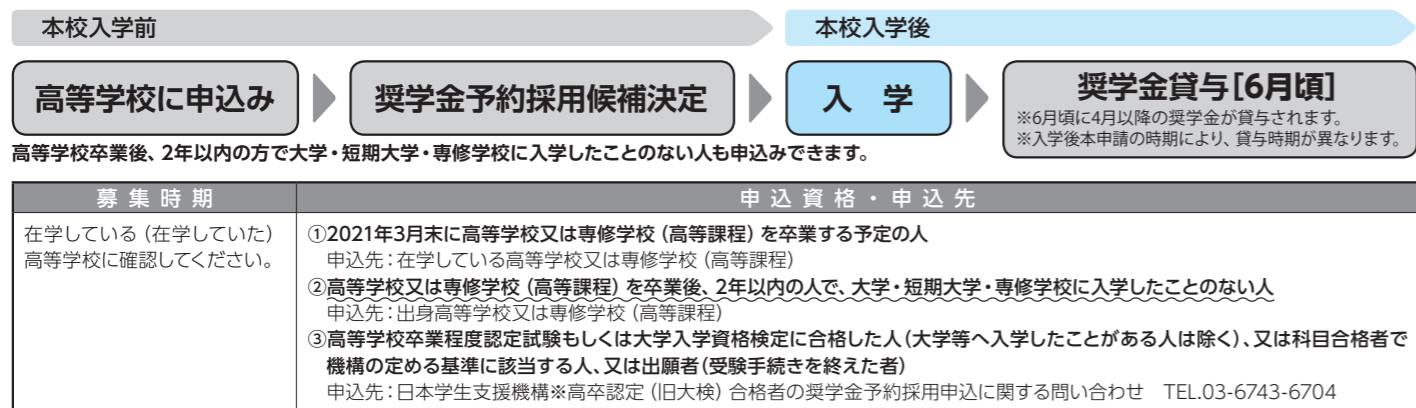 本校入学前
本校入学後
高等学校に申込み
奨学金予約採用候補決定
入 学
奨学金貸与[6月頃]
※6月頃に4月以降の奨学金が貸与されます。
※入学後本申請の時期により、貸与時期が異なります。
高等学校卒業後、2年以内の方で大学・短期大学・専修学校に入学したことのない人も申込みできます。
募集時期
申込資格・申込先
在学している（在学していた）
高等学校に確認してください。
①2021年3月末に高等学校又は専修学校（高等課程）を卒業する予定の人
申込先：在学している高等学校又は専修学校（高等課程）
②高等学校又は専修学校（高等課程）を卒業後、2年以内の人で、大学・短期大学・専修学校に入学したことのない人
申込先：出身高等学校又は専修学校（高等課程）
③高等学校卒業程度認定試験もしくは大学入学資格検定に合格した人（大学等へ入学したことがある人は除く）、又は科目合格者で
機構の定める基準に該当する人、又は出願者（受験手続きを終えた者）
申込先：日本学生支援機構※高卒認定（旧大検）合格者の奨学金予約採用申込に関する問い合わせ TEL.03-6743-6704